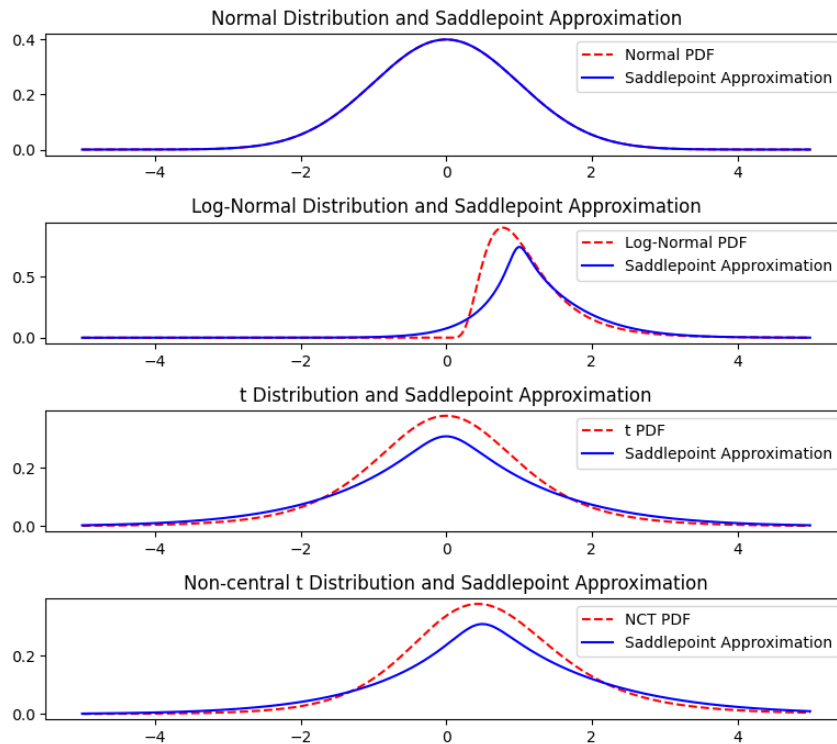 Normal Distribution and Saddlepoint Approximation
0.4
0.2
0.0
Normal PDF
Saddlepoint Approximation
−4
−2
0
2
4
Log-Normal Distribution and Saddlepoint Approximation
0.5
0.0
Log-Normal PDF
Saddlepoint Approximation
−4
−2
0
2
4
t Distribution and Saddlepoint Approximation
0.2
0.0
t PDF
Saddlepoint Approximation
−4
−2
0
2
4
Non-central t Distribution and Saddlepoint Approximation
0.2
0.0
NCT PDF
Saddlepoint Approximation
−4
−2
0
2
4